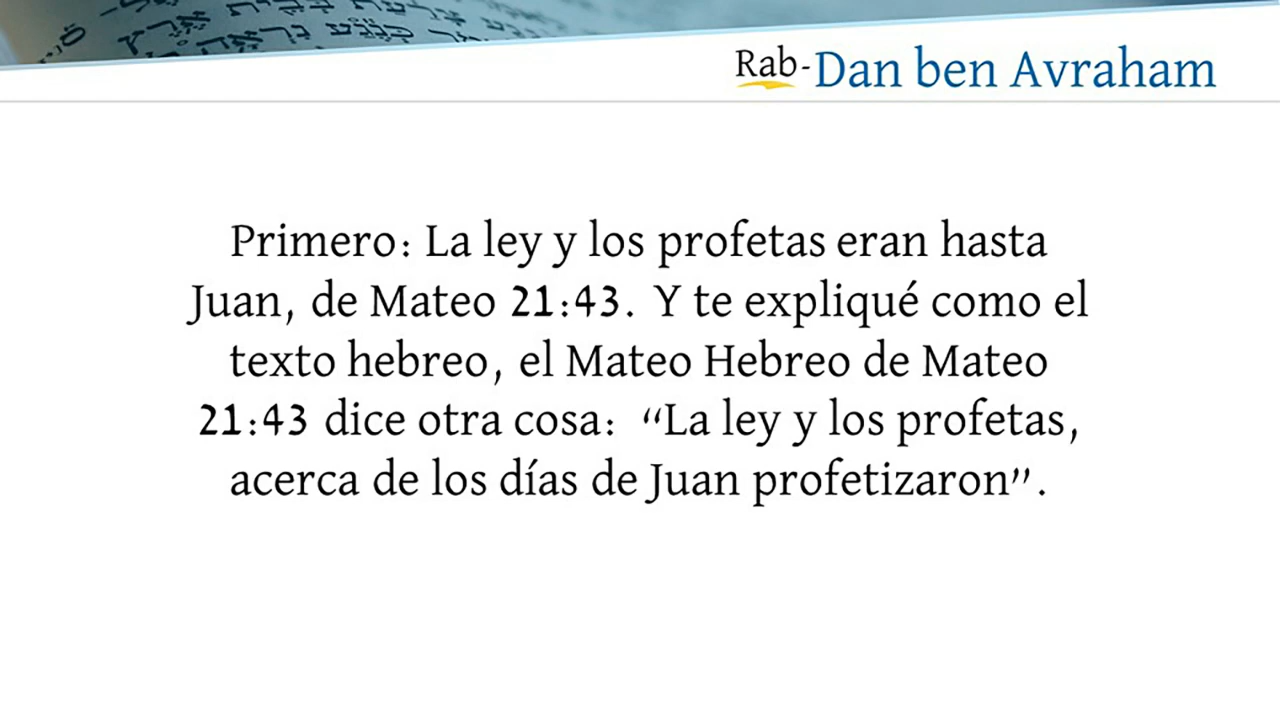 Rab-Dan ben Avraham
Primero: La ley y los profetas eran hasta
Juan, de Mateo 21:43. Y te expliqué como el
texto hebreo, el Mateo Hebreo de Mateo
21:43 dice otra cosa: “La ley y los profetas,
acerca de los días de Juan profetizaron”.